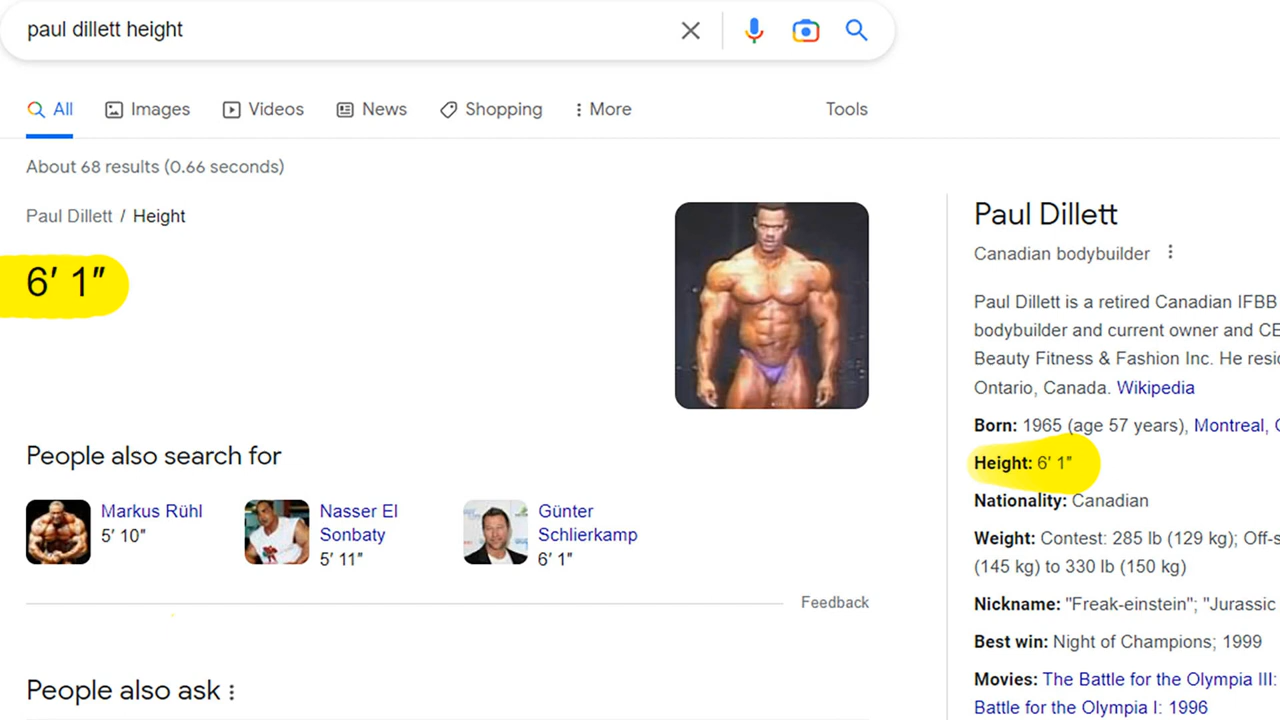 paul dillett height
All
Images
Videos
News
Shopping
More
Tools
About 68 results (0.66 seconds)
Paul Dillett / Height
6′ 1″
People also search for
Markus Rühl
5′ 10″
Nasser El
Sonbaty
5′ 11″
Günter
Schlierkamp
6′ 1″
Feedback
People also ask
Paul Dillett
Canadian bodybuilder
Paul Dillett is a retired Canadian IFBB
bodybuilder and current owner and CE
Beauty Fitness & Fashion Inc. He resi
Ontario, Canada. Wikipedia
Born: 1965 (age 57 years), Montreal,
Height: 6′ 1″
Nationality: Canadian
Weight: Contest: 285 lb (129 kg); Off-s
(145 kg) to 330 lb (150 kg)
Nickname: "Freak-einstein"; "Jurassic
Best win: Night of Champions; 1999
Movies: The Battle for the Olympia III:
Battle for the Olympia I: 1996